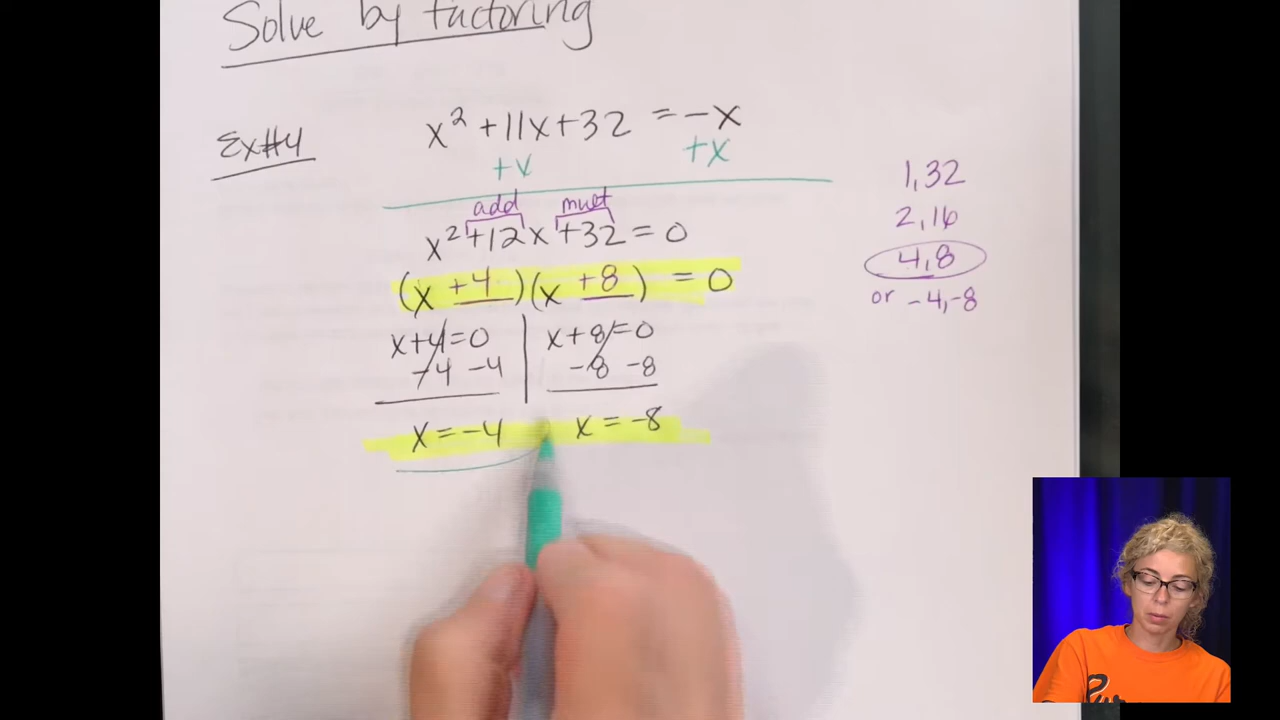 Solve by factoring
Ex#4
x² +11x+32 = -x
+x +x
add mult
x² +12x +32 = 0
(x +4)(x +8) = 0
x+4=0 x+8=0
-4 -4 -8 -8
x = -4 x = -8
1,32
2,16
4,8
or -4,-8